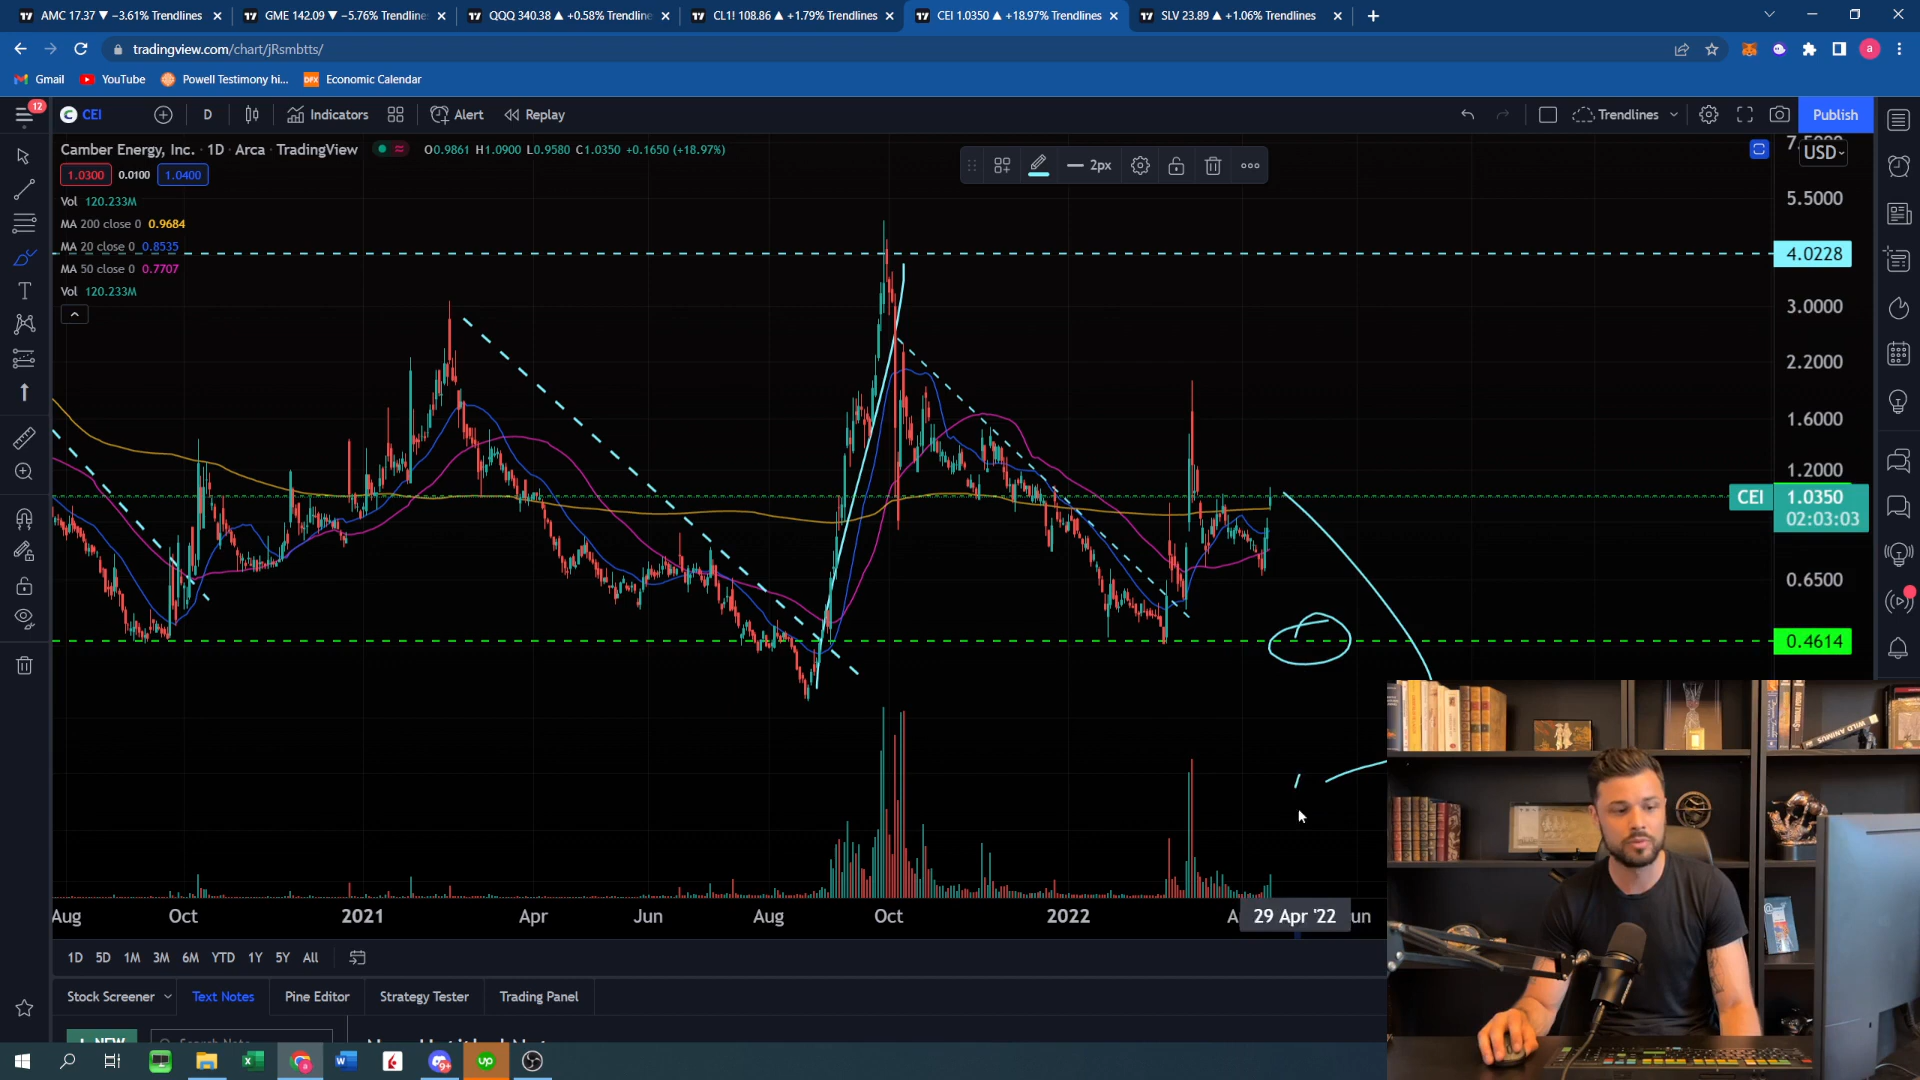 AMC 17.37 ▼ −3.61% Trendlines
GME 142.09 ▼ −5.76% Trendline
QQQ 340.38 ▲ +0.58% Trendline
CL1! 108.86 ▲ +1.79% Trendlines
CEI 1.0350 ▲ +18.97% Trendlines
SLV 23.89 ▲ +1.06% Trendlines
tradingview.com/chart/jRsmbtts/
a
Gmail
YouTube
Powell Testimony hi...
DFX Economic Calendar
12
CEI
D
Indicators
Alert
Replay
Trendlines
Publish
Camber Energy, Inc. · 1D · Arca · TradingView
O0.9861 H1.0900 L0.9580 C1.0350 +0.1650 (+18.97%)
1.0300 0.0100 1.0400
Vol 120.233M
MA 200 close 0 0.9684
MA 20 close 0 0.8535
MA 50 close 0 0.7707
Vol 120.233M
2px
USD
5.5000
4.0228
3.0000
2.2000
1.6000
1.2000
CEI 1.0350
02:03:03
0.6500
0.4614
Aug Oct 2021 Apr Jun Aug Oct 2022 29 Apr '22 un
1D 5D 1M 3M 6M YTD 1Y 5Y All
Stock Screener Text Notes Pine Editor Strategy Tester Trading Panel
WILD ANIMUS
9+
up